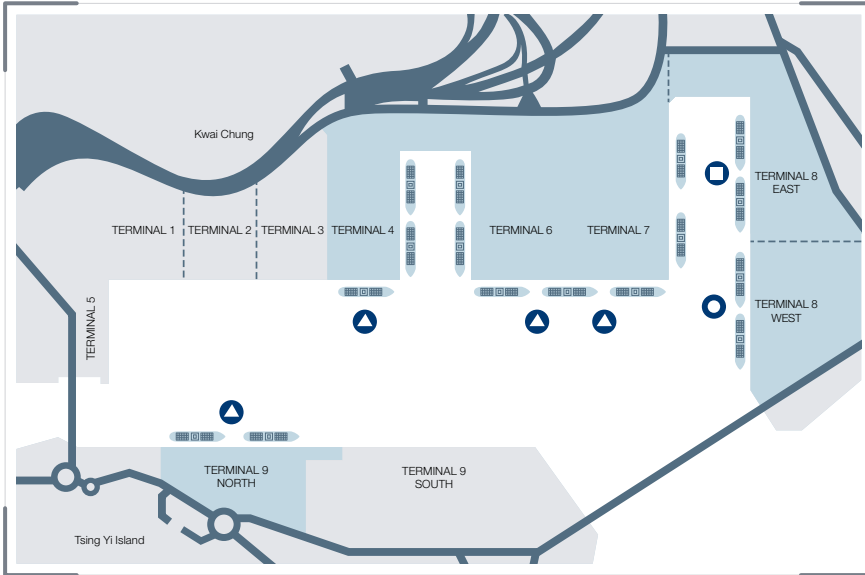 Kwai Chung
TERMINAL 8
EAST
TERMINAL 1
TERMINAL 2
TERMINAL 3
TERMINAL 4
TERMINAL 6
TERMINAL 7
TERMINAL 5
TERMINAL 8
WEST
TERMINAL 9
NORTH
TERMINAL 9
SOUTH
Tsing Yi Island